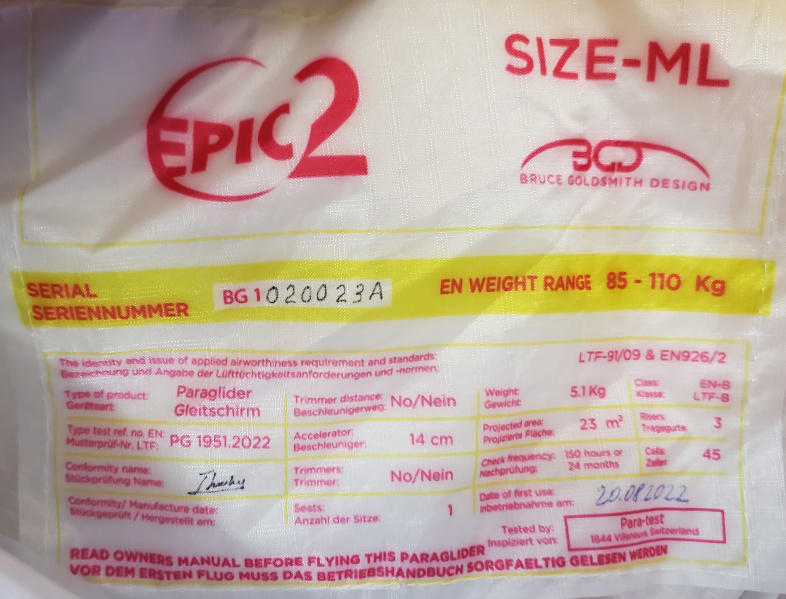 EPIC 2
SIZE-ML
BGD
BRUCE GOLDSMITH DESIGN
SERIAL
SERIENNUMMER
BG 1020023A
EN WEIGHT RANGE 85 - 110 Kg
The identity and issue of applied airworthiness requirement and standards:
Bezeichnung und Angabe der Lüfttüchtigkeitsanforderungen und -normen:
LTF-91/09 & EN926/2
Type of product:
Geräteart:
Paraglider
Gleitschirm
Trimmer distance:
Beschleunigerweg:
No/Nein
Weight:
Gewicht:
5.1 Kg
Class:
Klasse:
EN-B
LTF-B
Type test ref. no. EN:
Musterprüf-Nr. LTF:
PG 1951.2022
Accelerator:
Beschleuniger:
14 cm
Projected area:
Projizierte Fläche:
23 m²
Risers:
Tragegurte:
3
Conformity name:
Stückprüfung Name:
Trimmers:
Trimmer:
No/Nein
Check frequency:
Nachprüfung:
150 hours or
24 months
Cells:
Zellen:
45
Conformity/ Manufacture date:
Stückgeprüft / Hergestellt am:
Seats:
Anzahl der Sitze:
1
Date of first use:
Inbetriebnahme am:
20.08.2022
Tested by:
Inspiziert von:
Para-test
1844 Villeneuve Switzerland
READ OWNERS MANUAL BEFORE FLYING THIS PARAGLIDER
VOR DEM ERSTEN FLUG MUSS DAS BETRIEBSHANDBUCH SORGFAELTIG GELESEN WERDEN